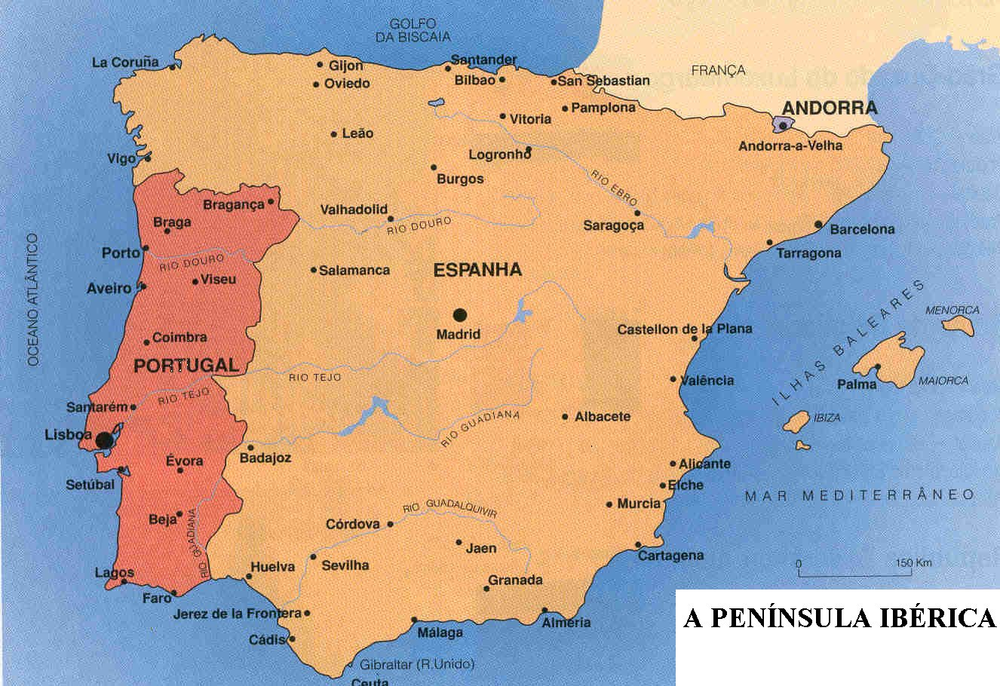 GOLFO
DA BISCAIA
La Coruña
Gijon
Santander
Oviedo
Bilbao
San Sebastian
FRANÇA
Pamplona
ANDORRA
Vitoria
Leão
Andorra-a-Velha
Logronho
Vigo
Burgos
RIO EBRO
Bragança
Valhadolid
Braga
RIO DOURO
Saragoça
Barcelona
Porto
Tarragona
RIO DOURO
OCEANO ATLÂNTICO
Salamanca
ESPANHA
Viseu
Aveiro
ILHAS BALEARES
MENORCA
Madrid
Castellon de la Plana
Coimbra
PORTUGAL
RIO TEJO
Valência
Palma
MAIORCA
RIO TEJO
Santarém
Albacete
IBIZA
RIO GUADIANA
Lisboa
Badajoz
Évora
Alicante
Setúbal
Elche
MAR MEDITERRÂNEO
RIO GUADALQUIVIR
Murcia
Beja
Córdova
RIO GUADIANA
Jaen
Cartagena
Huelva
Sevilha
0 150 Km
Lagos
Granada
Faro
Jerez de la Frontera
Almeria
A PENÍNSULA IBÉRICA
Málaga
Cádis
Gibraltar (R.Unido)
Ceuta